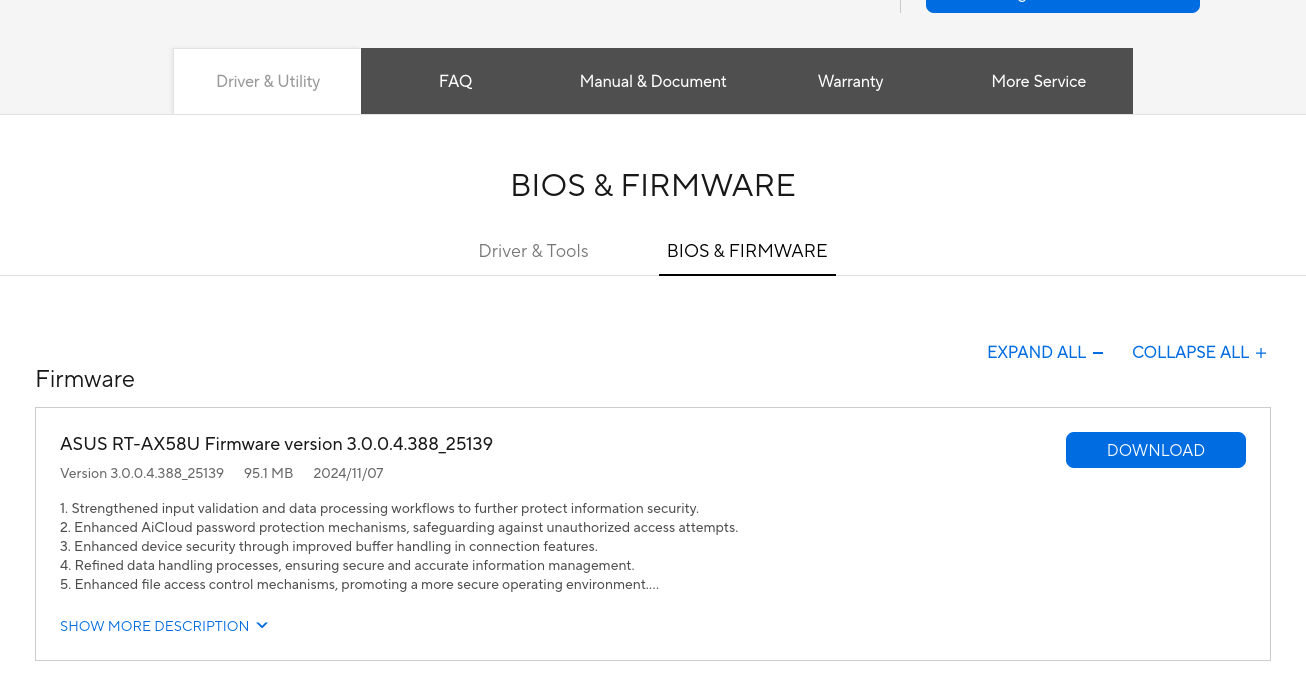 Driver & Utility
FAQ
Manual & Document
Warranty
More Service
BIOS & FIRMWARE
Driver & Tools
BIOS & FIRMWARE
EXPAND ALL
COLLAPSE ALL +
Firmware
ASUS RT-AX58U Firmware version 3.0.0.4.388_25139
DOWNLOAD
Version 3.0.0.4.388_25139 95.1 MB 2024/11/07
1. Strengthened input validation and data processing workflows to further protect information security.
2. Enhanced AiCloud password protection mechanisms, safeguarding against unauthorized access attempts.
3. Enhanced device security through improved buffer handling in connection features.
4. Refined data handling processes, ensuring secure and accurate information management.
5. Enhanced file access control mechanisms, promoting a more secure operating environment....
SHOW MORE DESCRIPTION